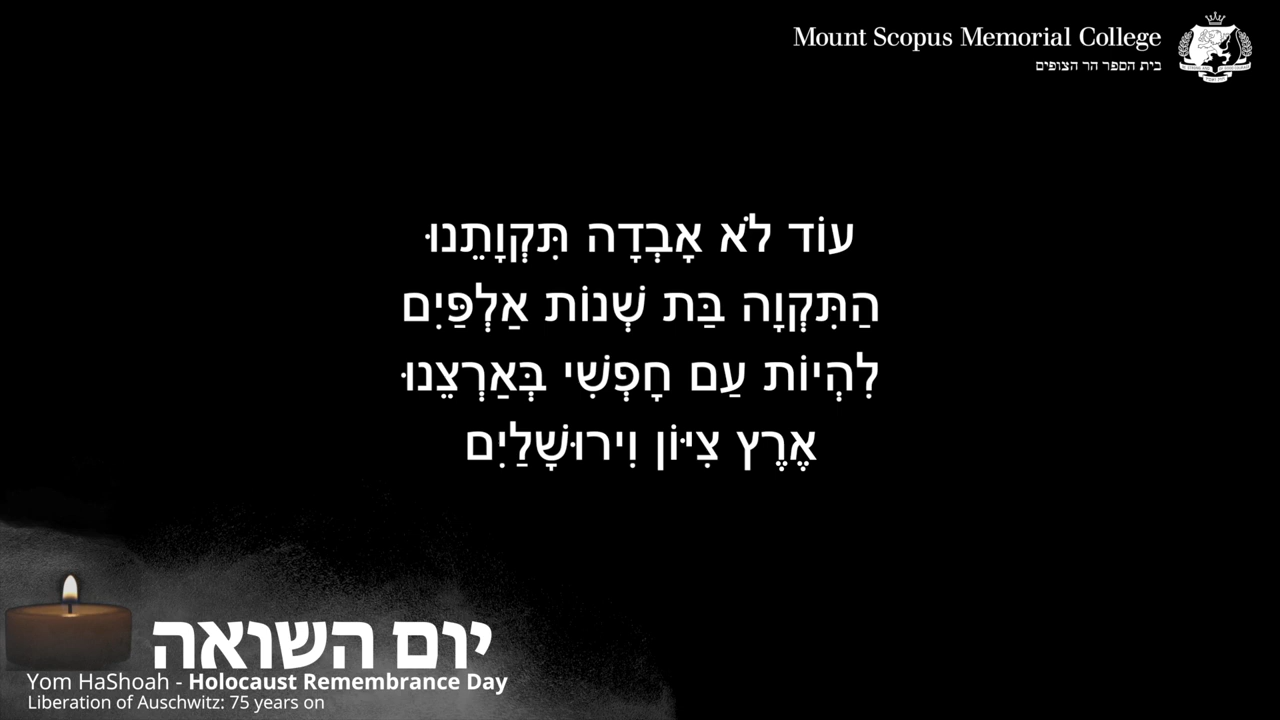 Mount Scopus Memorial College
בית הספר הר הצופים
עוֹד לֹא אָבְדָה תִּקְוָתֵנוּ
הַתִּקְוָה בַּת שְׁנוֹת אַלְפַּיִם
לִהְיוֹת עַם חָפְשִׁי בְּאַרְצֵנוּ
אֶרֶץ צִיּוֹן וִירוּשָׁלַיִם
יום השואה
Yom HaShoah - Holocaust Remembrance Day
Liberation of Auschwitz: 75 years on